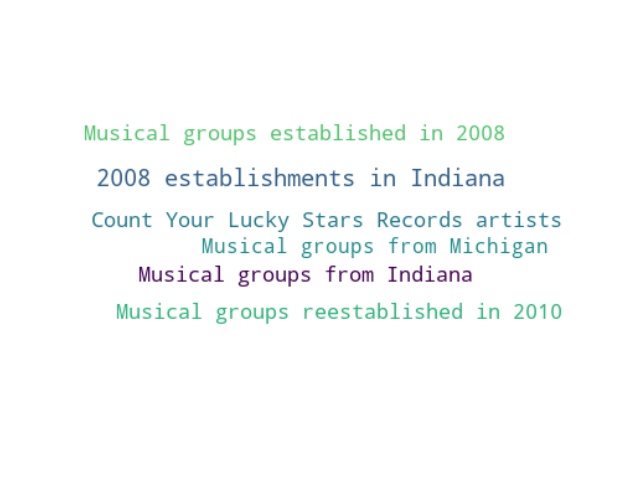 Musical groups established in 2008
2008 establishments in Indiana
Count Your Lucky Stars Records artists
Musical groups from Michigan
Musical groups from Indiana
Musical groups reestablished in 2010